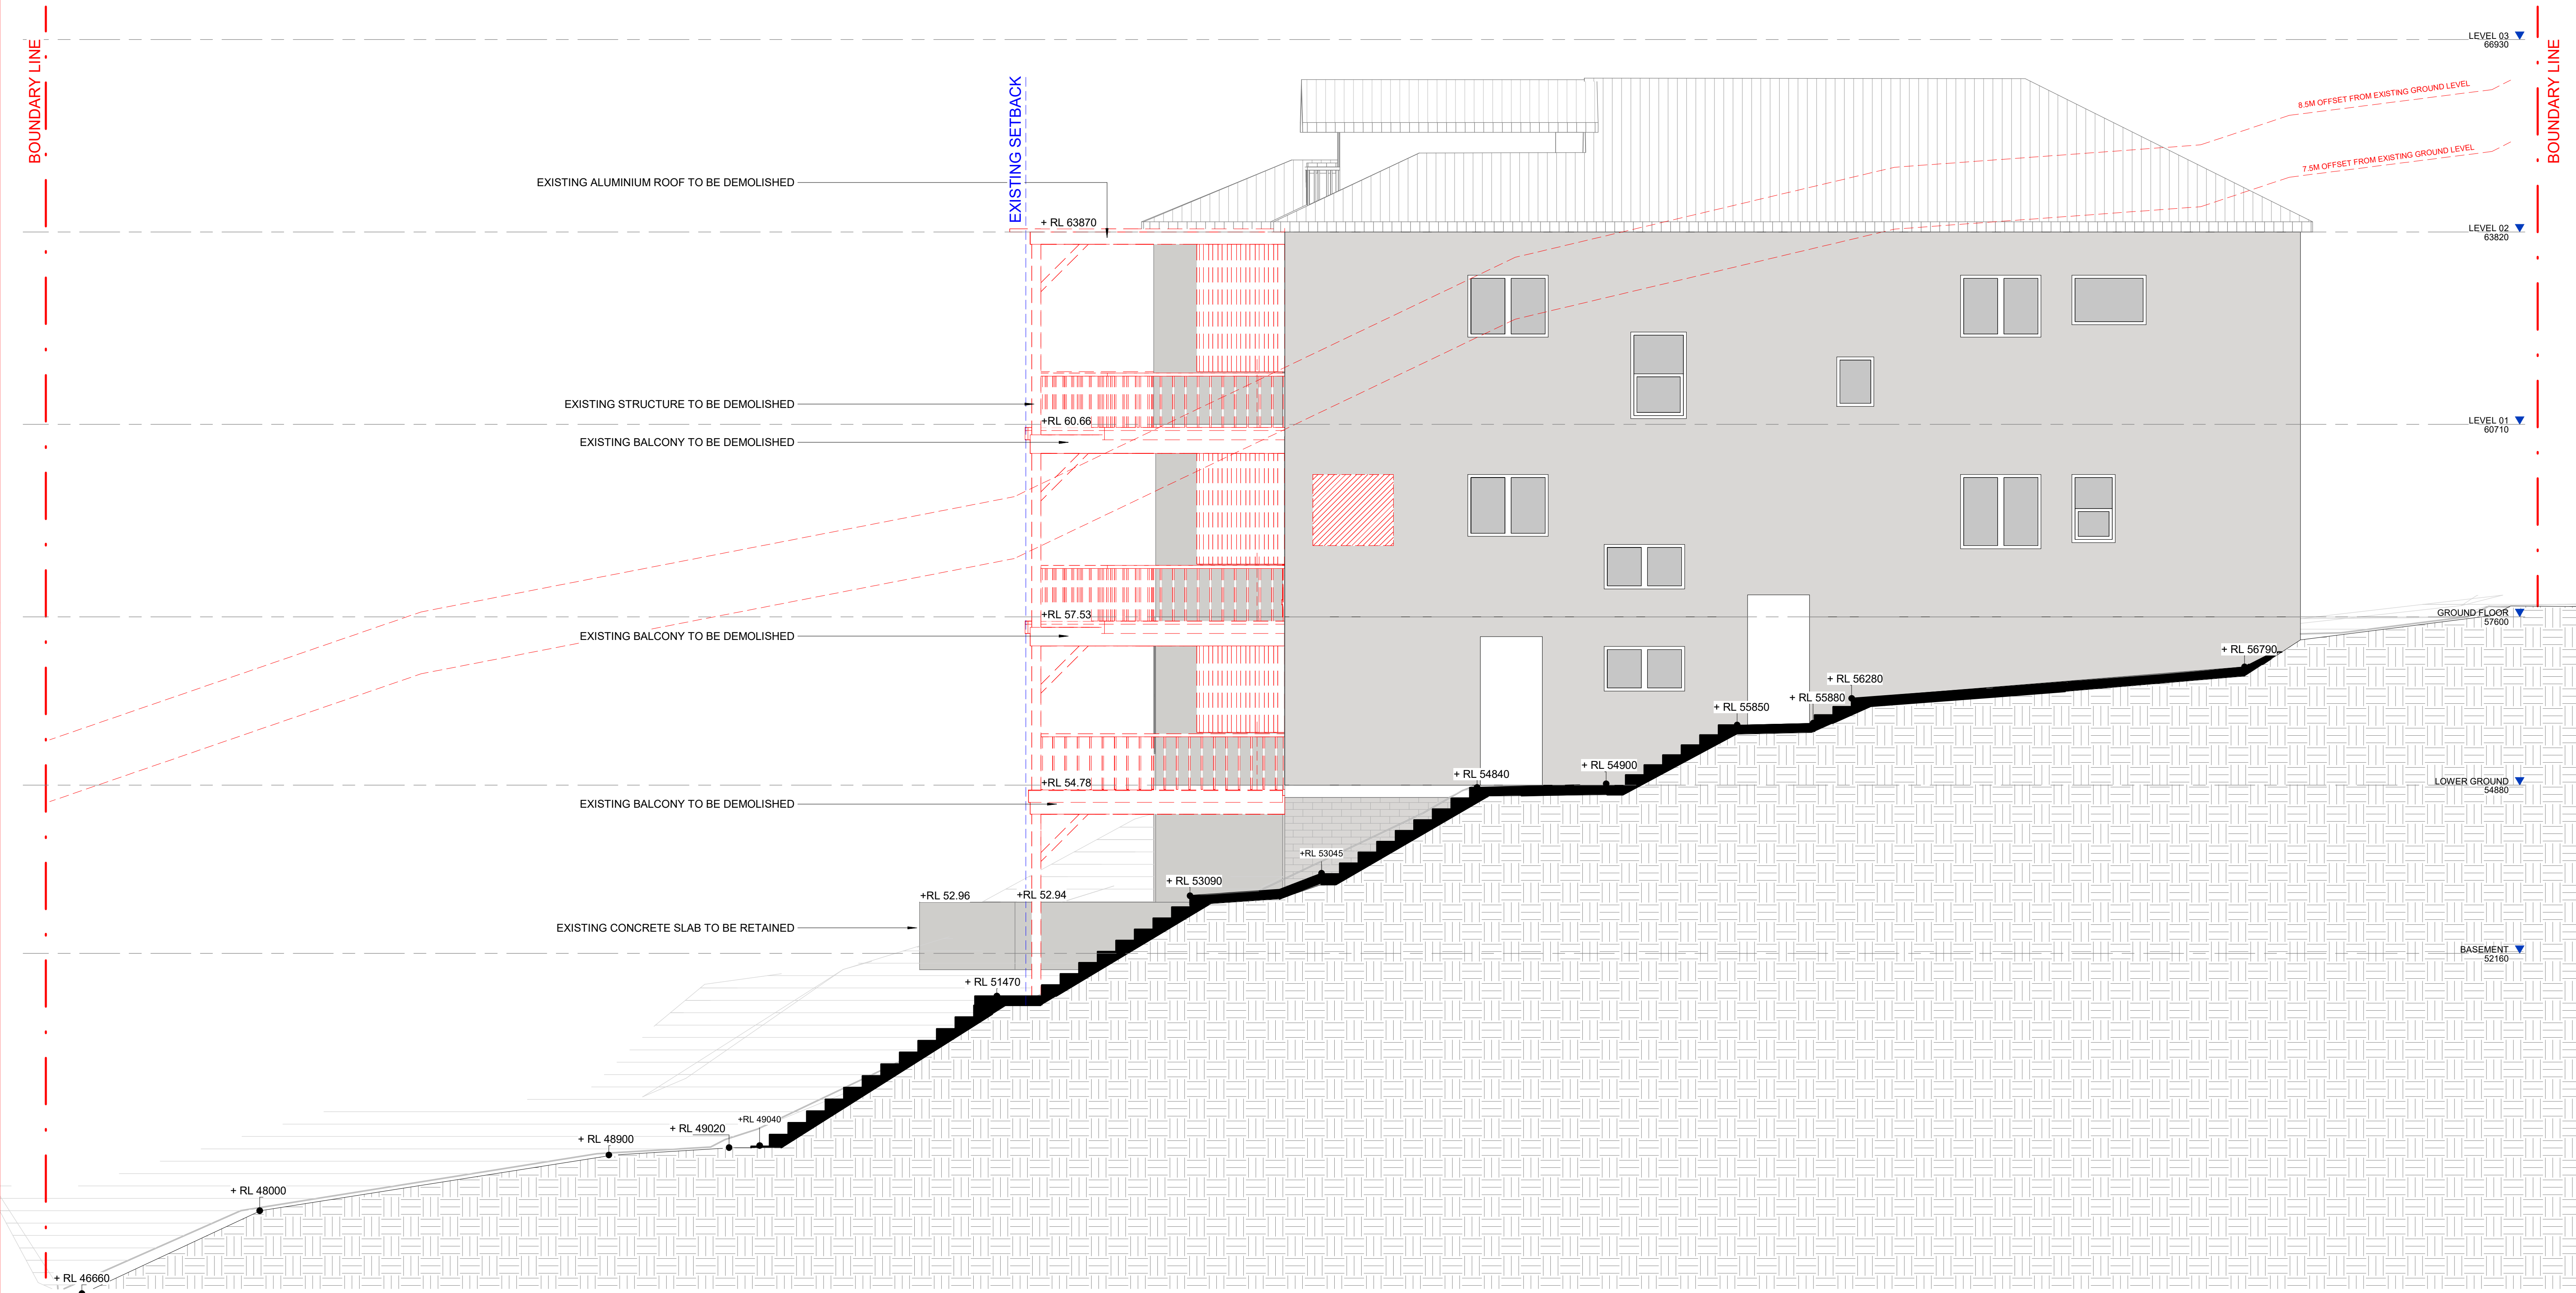 LEVEL 03
66930
BOUNDARY LINE
BOUNDARY LINE
EXISTING SETBACK
8.5M OFFSET FROM EXISTING GROUND LEVEL
7.5M OFFSET FROM EXISTING GROUND LEVEL
EXISTING ALUMINIUM ROOF TO BE DEMOLISHED
+ RL 63870
LEVEL 02
63820
EXISTING STRUCTURE TO BE DEMOLISHED
+RL 60.66
LEVEL 01
60710
EXISTING BALCONY TO BE DEMOLISHED
+RL 57.53
GROUND FLOOR
57600
EXISTING BALCONY TO BE DEMOLISHED
+ RL 56790
+ RL 56280
+ RL 55880
+ RL 55850
+ RL 54900
+ RL 54840
+RL 54.78
LOWER GROUND
54880
EXISTING BALCONY TO BE DEMOLISHED
+RL 53045
+ RL 53090
+RL 52.96
+RL 52.94
EXISTING CONCRETE SLAB TO BE RETAINED
BASEMENT
52160
+ RL 51470
+RL 49040
+ RL 49020
+ RL 48900
+ RL 48000
+ RL 46660